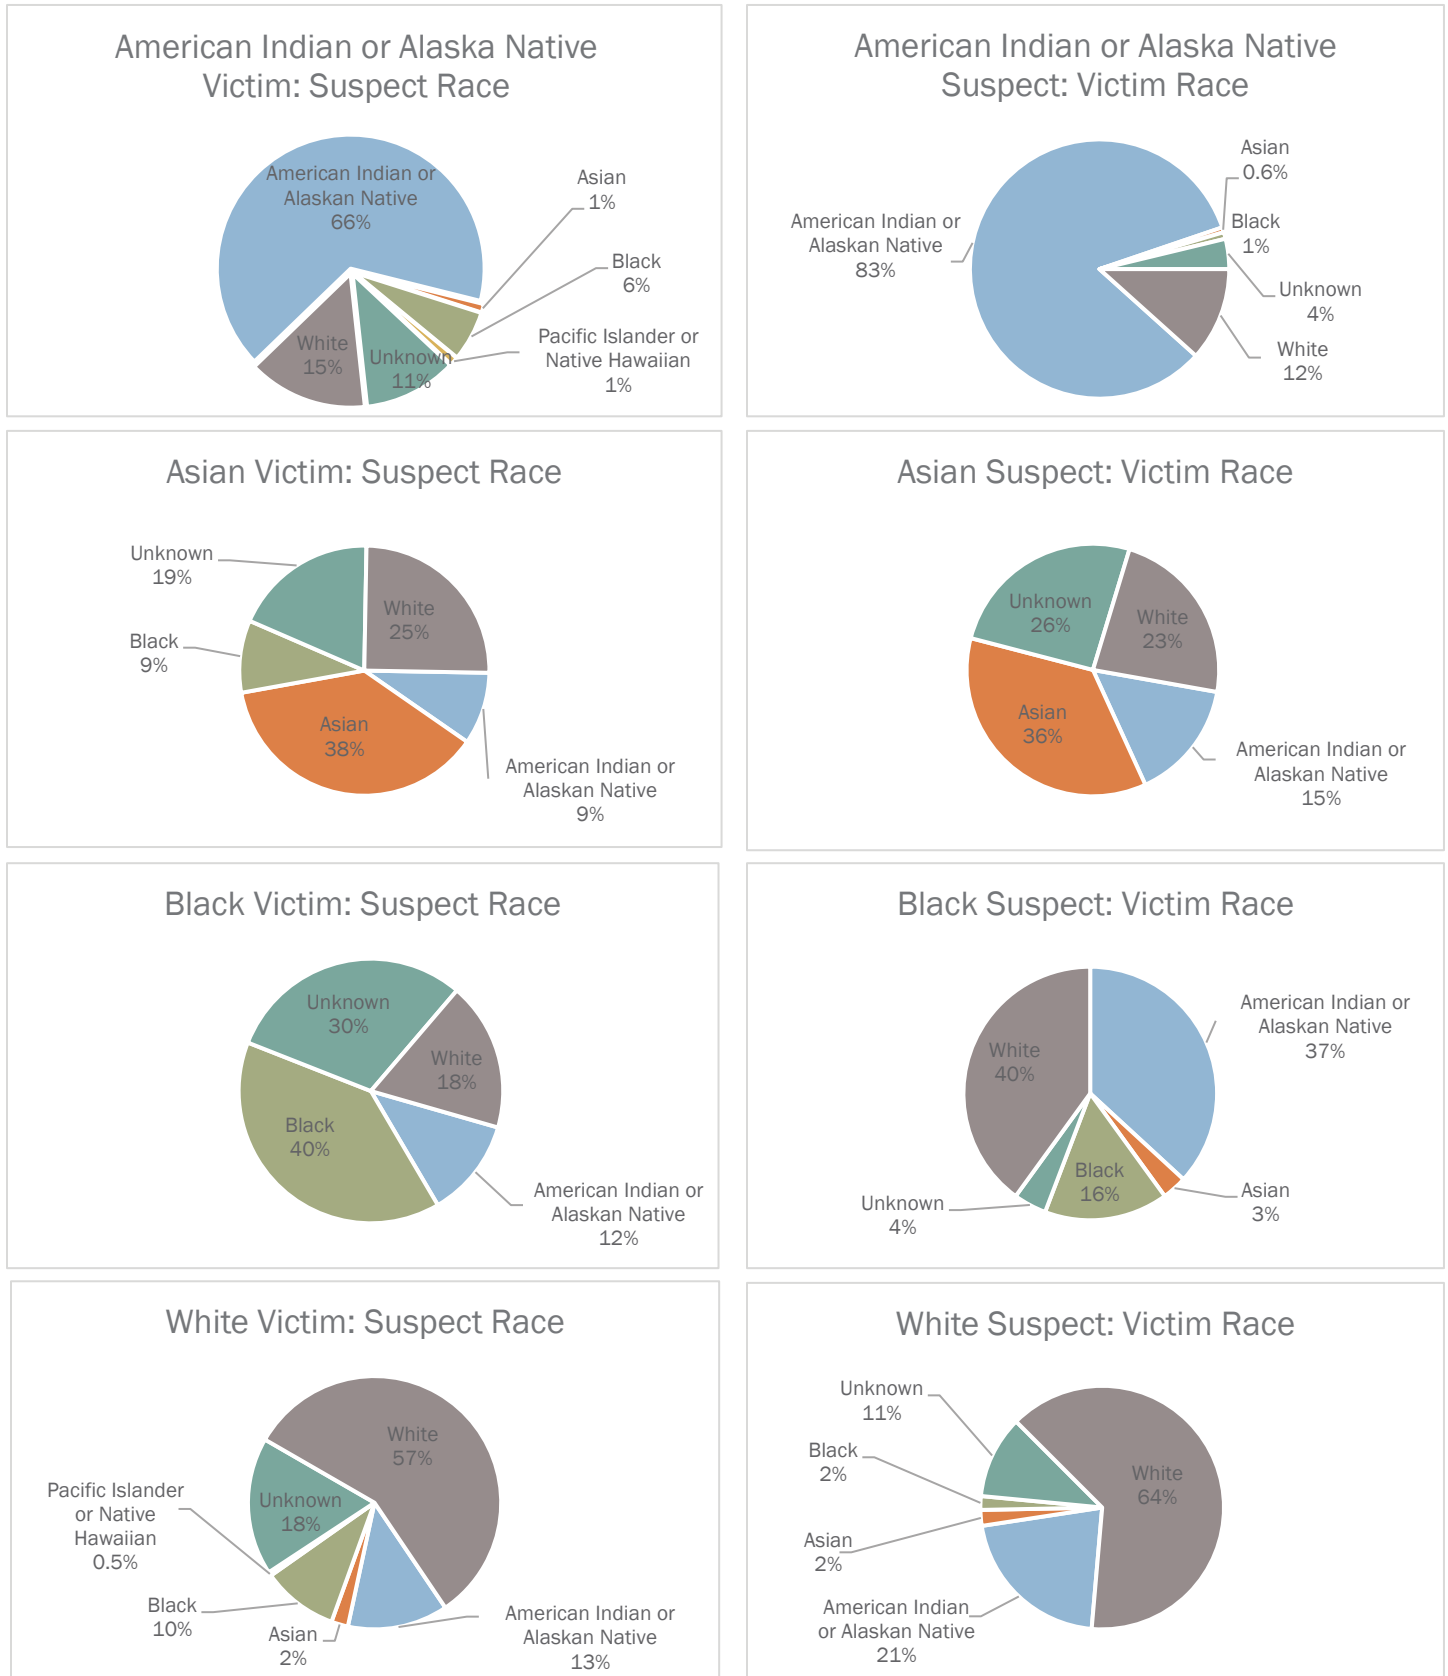 American Indian or Alaska Native
Victim: Suspect Race
American Indian or
Alaskan Native
66%
Asian
1%
Black
6%
Pacific Islander or
Native Hawaiian
1%
Unknown
11%
White
15%
American Indian or Alaska Native
Suspect: Victim Race
American Indian or
Alaskan Native
83%
Asian
0.6%
Black
1%
Unknown
4%
White
12%
Asian Victim: Suspect Race
Unknown
19%
White
25%
Black
9%
Asian
38%
American Indian or
Alaskan Native
9%
Asian Suspect: Victim Race
Unknown
26%
White
23%
Asian
36%
American Indian or
Alaskan Native
15%
Black Victim: Suspect Race
Unknown
30%
White
18%
Black
40%
American Indian or
Alaskan Native
12%
Black Suspect: Victim Race
American Indian or
Alaskan Native
37%
White
40%
Black
16%
Asian
3%
Unknown
4%
White Victim: Suspect Race
White
57%
Pacific Islander
or Native
Hawaiian
0.5%
Unknown
18%
Black
10%
Asian
2%
American Indian or
Alaskan Native
13%
White Suspect: Victim Race
Unknown
11%
Black
2%
White
64%
Asian
2%
American Indian
or Alaskan Native
21%